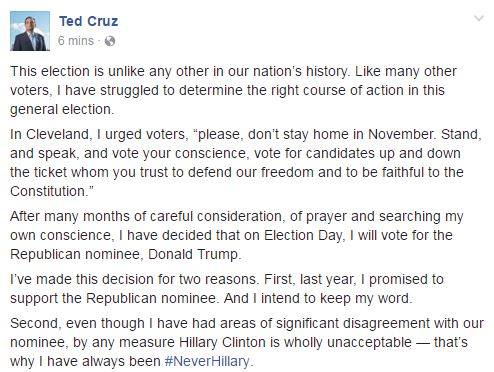 Ted Cruz
6 mins ·
This election is unlike any other in our nation's history. Like many other
voters, I have struggled to determine the right course of action in this
general election.
In Cleveland, I urged voters, “please, don't stay home in November. Stand,
and speak, and vote your conscience, vote for candidates up and down
the ticket whom you trust to defend our freedom and to be faithful to the
Constitution.”
After many months of careful consideration, of prayer and searching my
own conscience, I have decided that on Election Day, I will vote for the
Republican nominee, Donald Trump.
I've made this decision for two reasons. First, last year, I promised to
support the Republican nominee. And I intend to keep my word.
Second, even though I have had areas of significant disagreement with our
nominee, by any measure Hillary Clinton is wholly unacceptable — that's
why I have always been #NeverHillary.